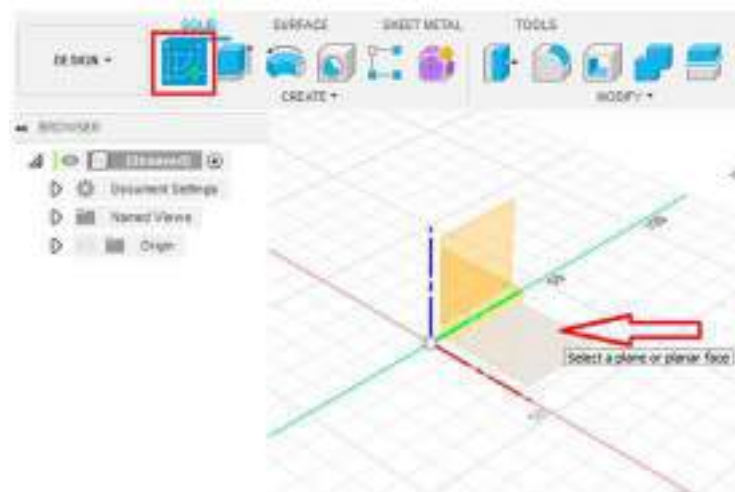 SOLID SURFACE SHEET METAL TOOLS
DESIGN
CREATE MODIFY
BROWSER
(Unsaved)
Document Settings
Named Views
Origin
Select a plane or planar face